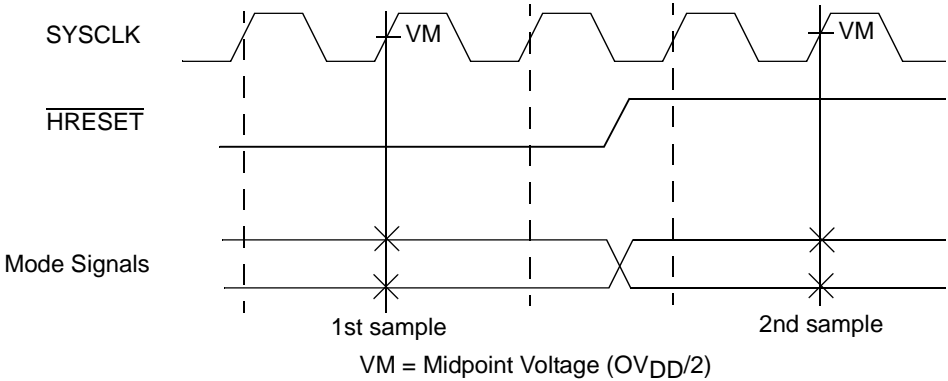 SYSCLK
VM
VM
HRESET
Mode Signals
1st sample
2nd sample
VM = Midpoint Voltage (OVDD/2)